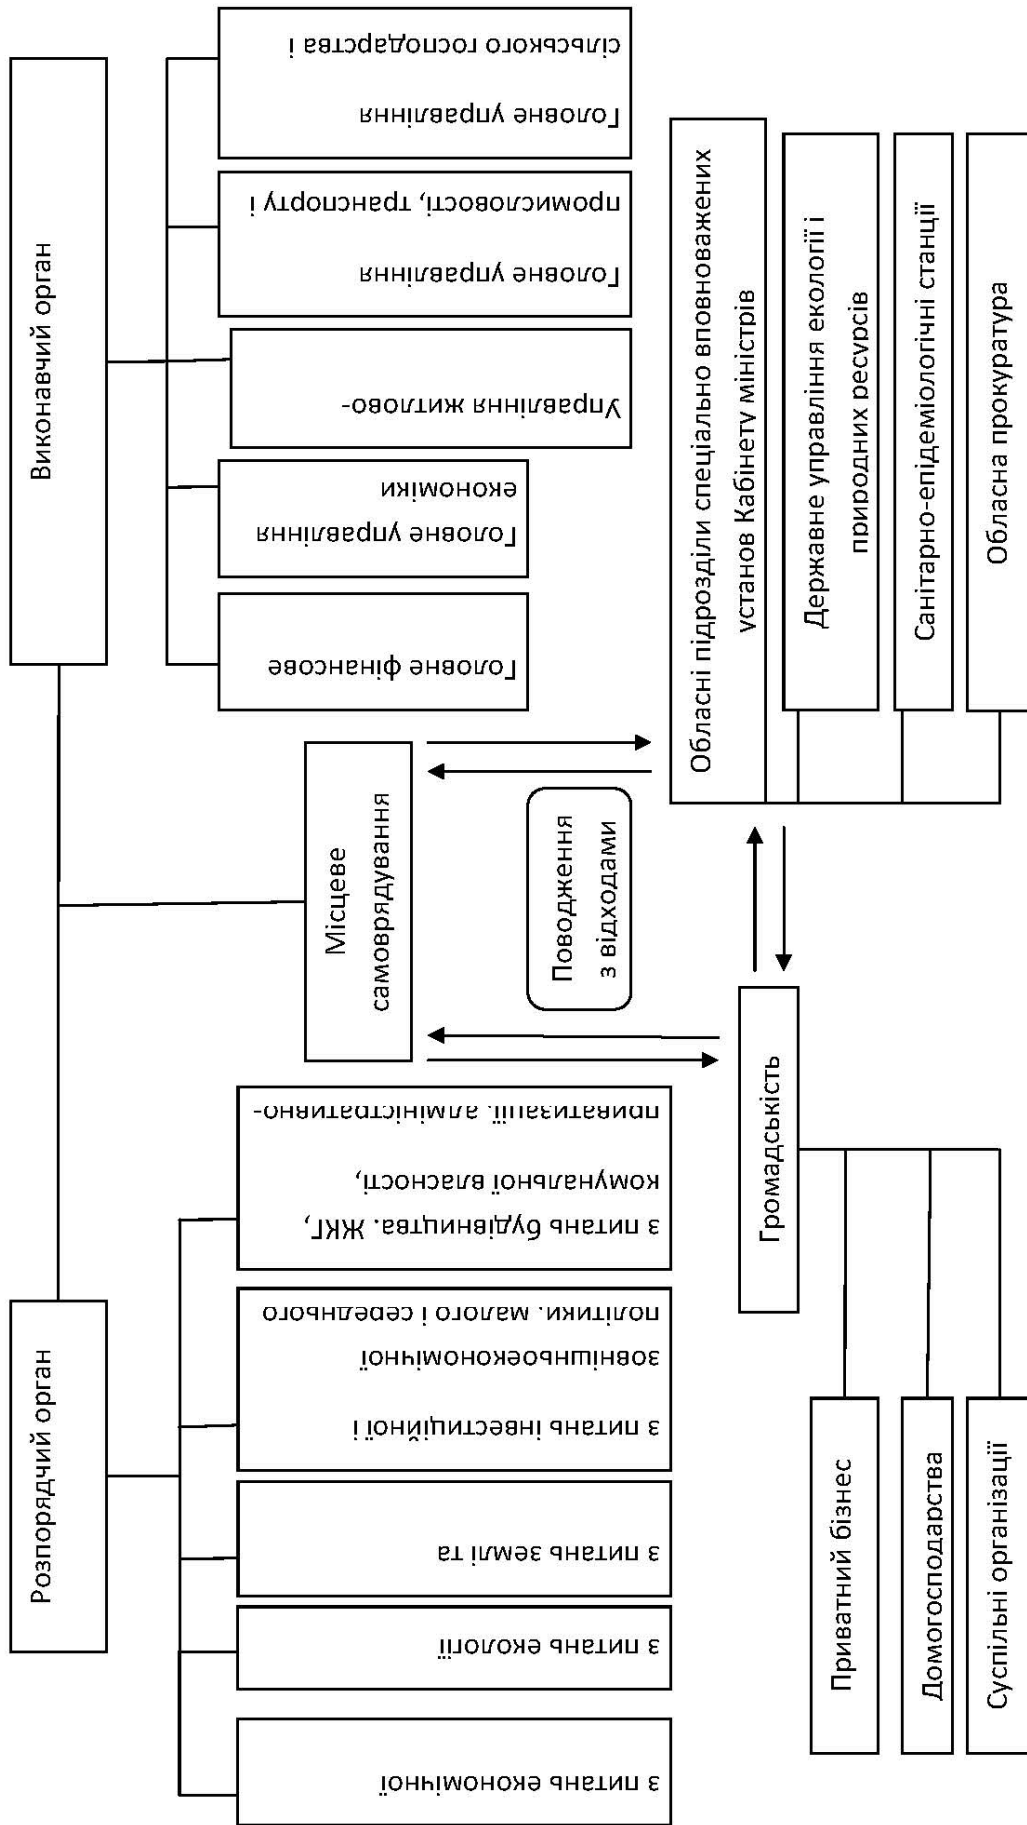 Розпорядчий орган
Виконавчий орган
з питань економічної
з питань екології
з питань землі та
з питань інвестиційної і
зовнішньоекономічної
політики. малого і середнього
з питань будівництва. ЖКГ,
комунальної власності,
приватизації. адміністративно-
Головне фінансове
Головне управління
економіки
Управління житлово-
Головне управління
промисловості, транспорту і
Головне управління
сільського господарства і
Місцеве
самоврядування
Поводження
з відходами
Громадськість
Приватний бізнес
Домогосподарства
Суспільні організації
Обласні підрозділи спеціально вповноважених
установ Кабінету міністрів
Державне управління екології і
природних ресурсів
Санітарно-епідеміологічні станції
Обласна прокуратура